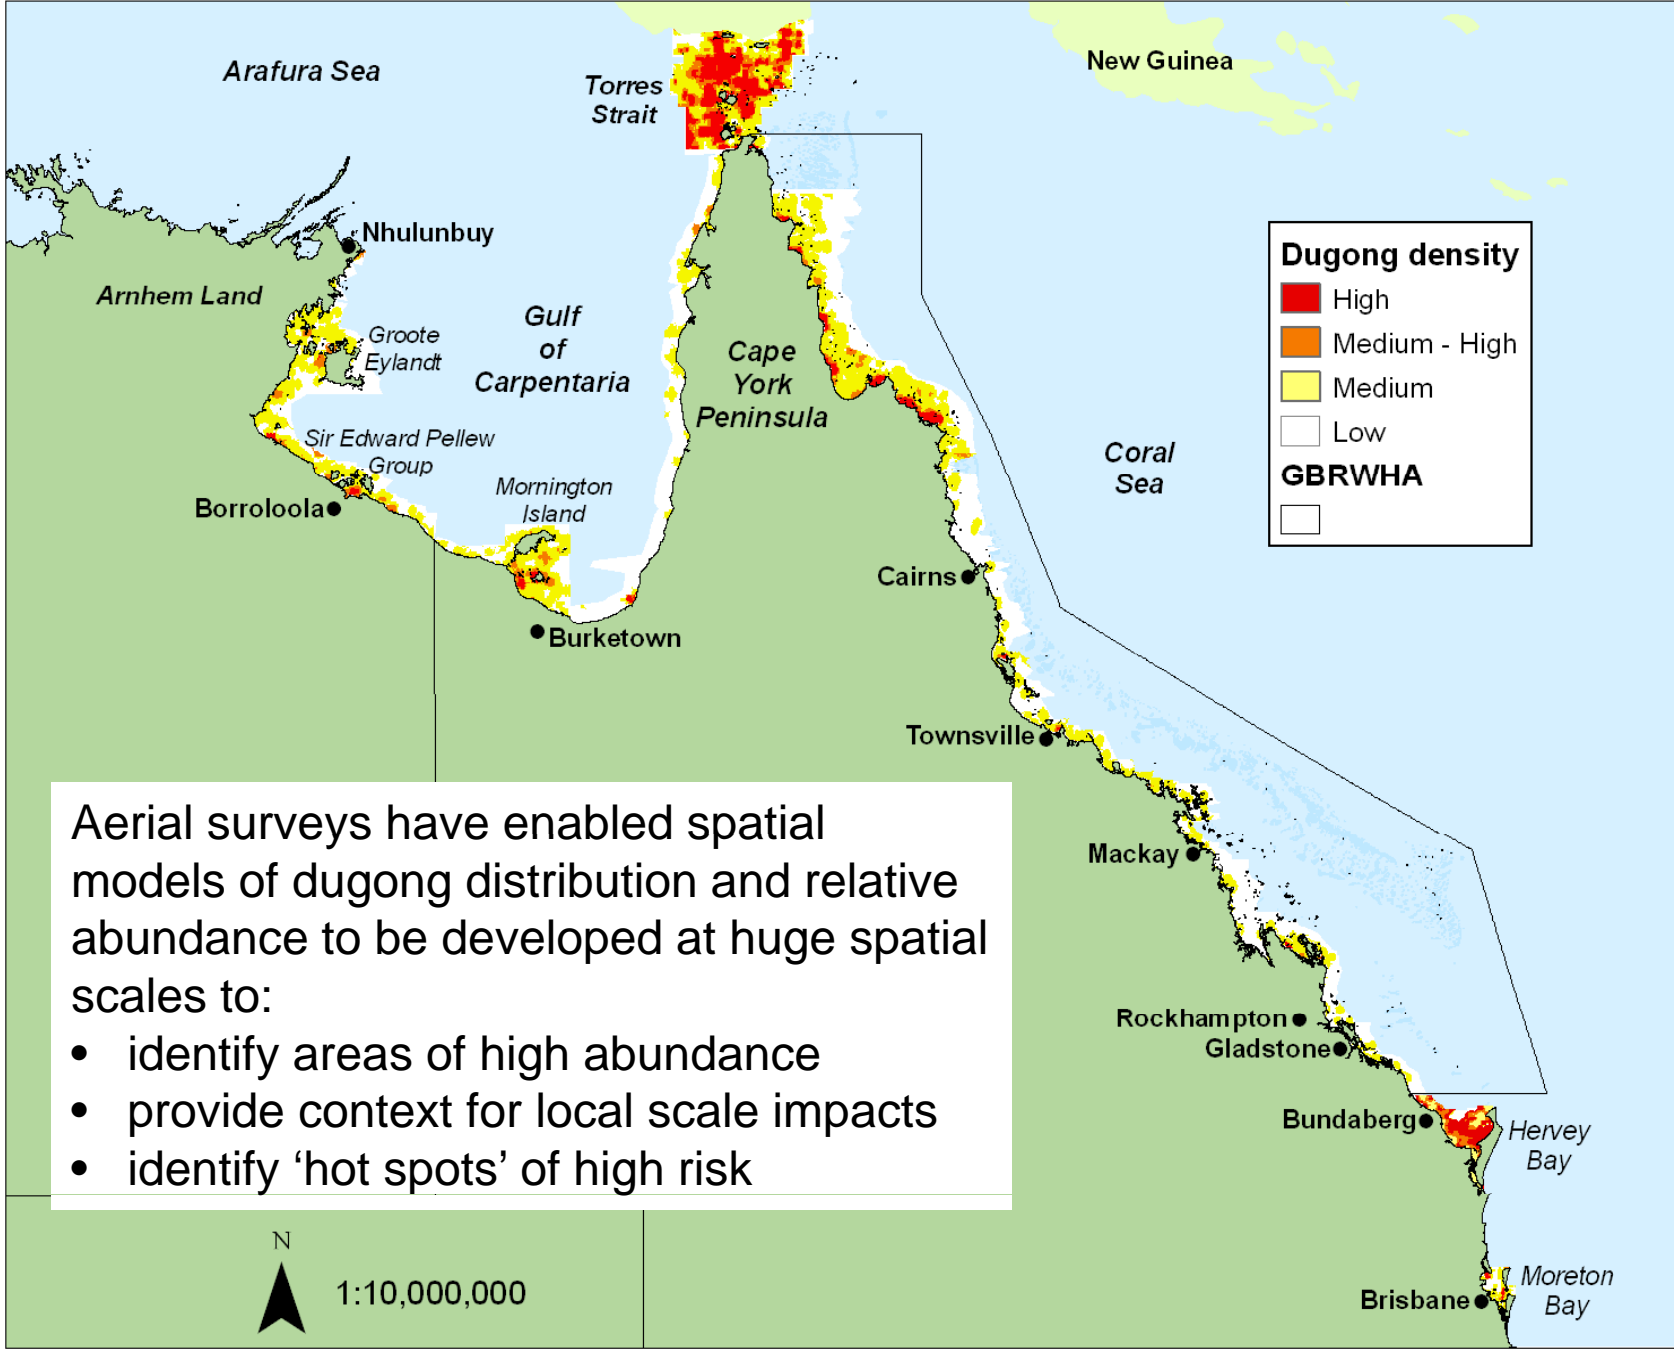 Arafura Sea
Torres
Strait
New Guinea
Nhulunbuy
Arnhem Land
Groote
Eylandt
Gulf
of
Carpentaria
Cape
York
Peninsula
Dugong density
High
Medium - High
Medium
Low
GBRWHA
Sir Edward Pellew
Group
Borroloola
Mornington
Island
Coral
Sea
Cairns
Burketown
Townsville
Mackay
Aerial surveys have enabled spatial
models of dugong distribution and relative
abundance to be developed at huge spatial
scales to:
• identify areas of high abundance
• provide context for local scale impacts
• identify ‘hot spots’ of high risk
Rockhampton
Gladstone
Bundaberg
Hervey
Bay
N
1:10,000,000
Moreton
Bay
Brisbane